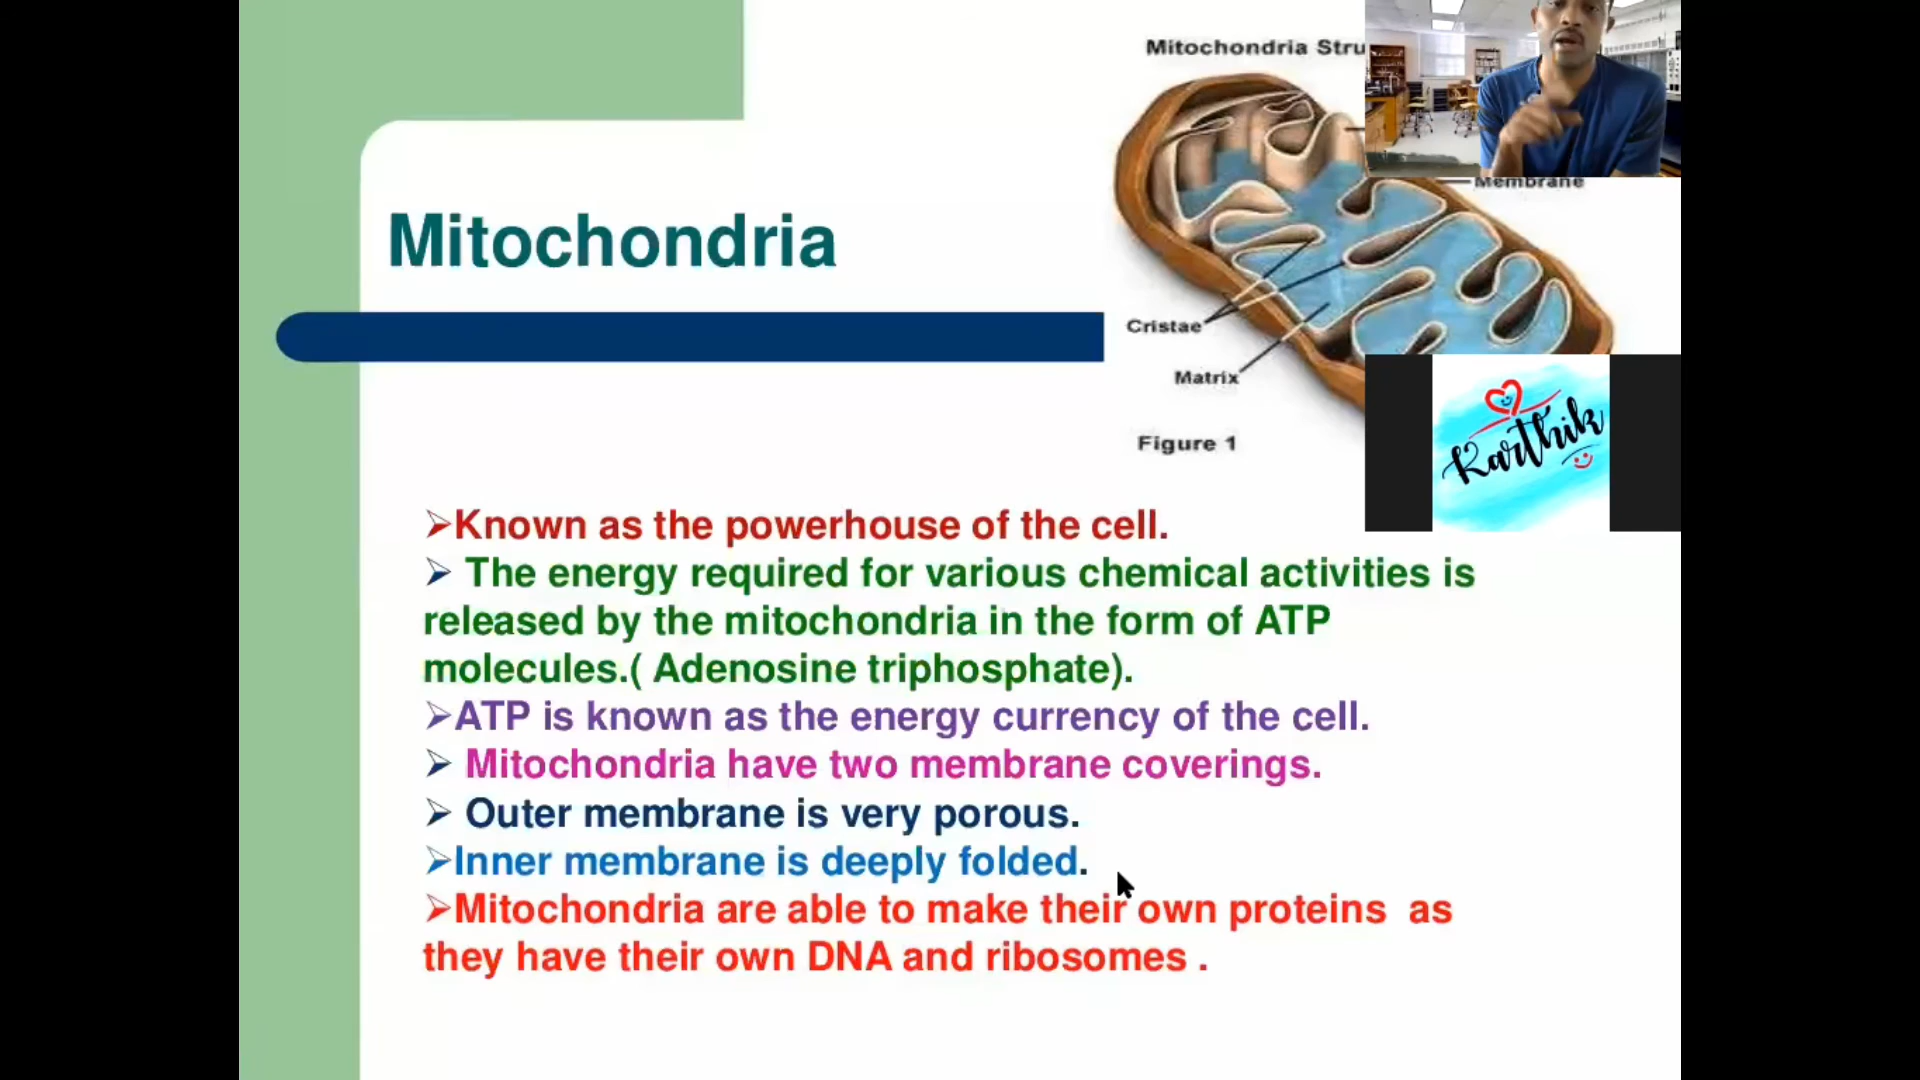 Mitochondria Stru
Membrane
Mitochondria
Cristae
Matrix
Figure 1
Karthik
➢Known as the powerhouse of the cell.
➢ The energy required for various chemical activities is
released by the mitochondria in the form of ATP
molecules.( Adenosine triphosphate).
➢ATP is known as the energy currency of the cell.
➢ Mitochondria have two membrane coverings.
➢ Outer membrane is very porous.
➢Inner membrane is deeply folded.
➢Mitochondria are able to make their own proteins  as
they have their own DNA and ribosomes .